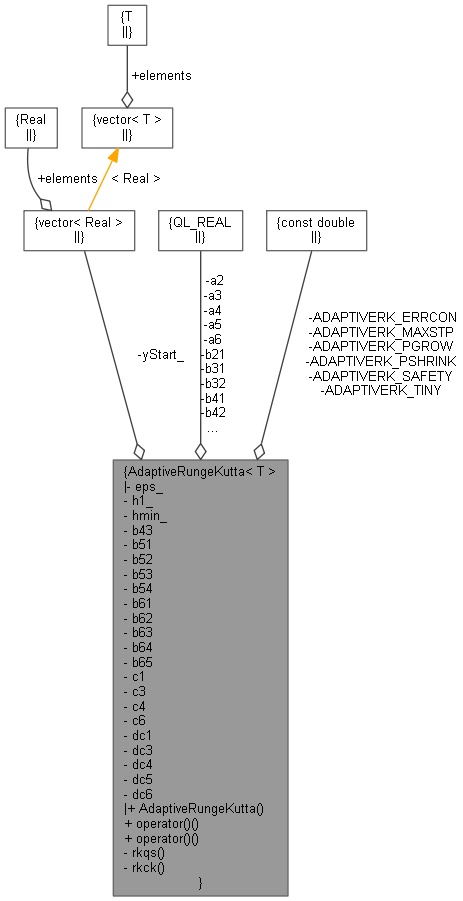 {T
||}
+elements
{Real
||}
{vector< T >
||}
+elements
< Real >
{vector< Real >
||}
{QL_REAL
||}
{const double
||}
-yStart_
-a2
-a3
-a4
-a5
-a6
-b21
-b31
-b32
-b41
-b42
...
-ADAPTIVERK_ERRCON
-ADAPTIVERK_MAXSTP
-ADAPTIVERK_PGROW
-ADAPTIVERK_PSHRINK
-ADAPTIVERK_SAFETY
-ADAPTIVERK_TINY
{AdaptiveRungeKutta< T >
|- eps_
- h1_
- hmin_
- b43
- b51
- b52
- b53
- b54
- b61
- b62
- b63
- b64
- b65
- c1
- c3
- c4
- c6
- dc1
- dc3
- dc4
- dc5
- dc6
|+ AdaptiveRungeKutta()
+ operator()()
+ operator()()
- rkqs()
- rkck()
}